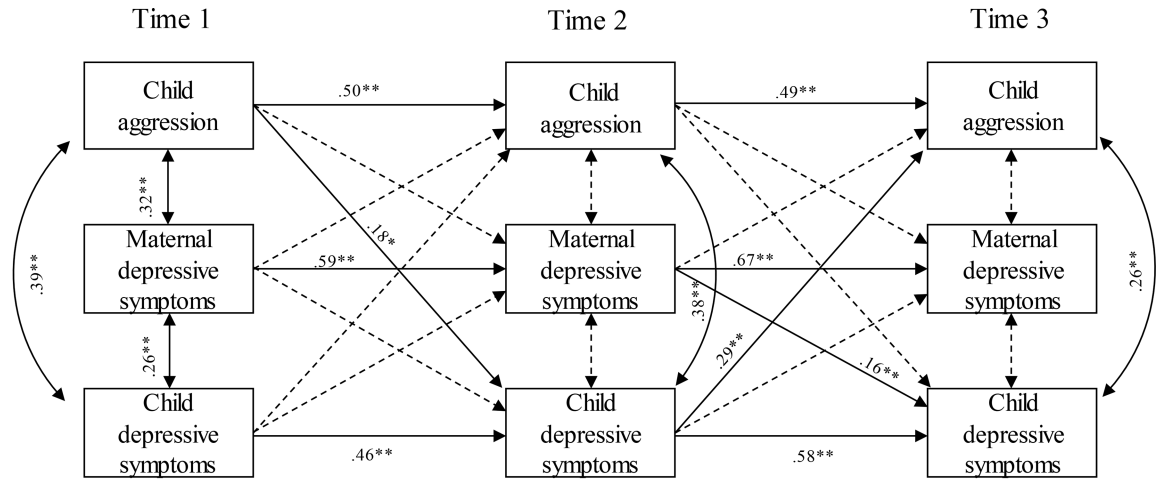 Time 1
Time 2
Time 3
Child
aggression
.50**
Child
aggression
.49**
Child
aggression
.32**
.39**
Maternal
depressive
symptoms
.18*
.59**
Maternal
depressive
symptoms
.67**
.38**
Maternal
depressive
symptoms
.26**
.26**
.29**
.16**
Child
depressive
symptoms
.46**
Child
depressive
symptoms
.58**
Child
depressive
symptoms